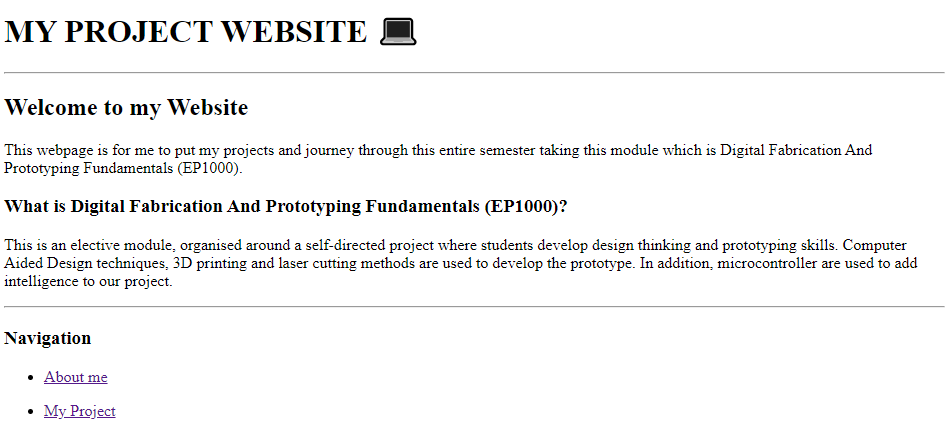 MY PROJECT WEBSITE 💻
Welcome to my Website
This webpage is for me to put my projects and journey through this entire semester taking this module which is Digital Fabrication And
Prototyping Fundamentals (EP1000).
What is Digital Fabrication And Prototyping Fundamentals (EP1000)?
This is an elective module, organised around a self-directed project where students develop design thinking and prototyping skills. Computer
Aided Design techniques, 3D printing and laser cutting methods are used to develop the prototype. In addition, microcontroller are used to add
intelligence to our project.
Navigation
• About me
• My Project